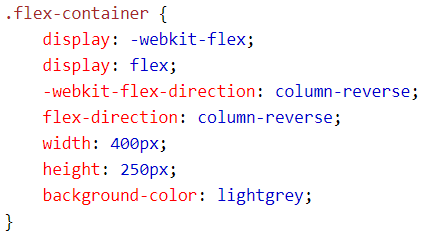 .flex-container {
    display: -webkit-flex;
    display: flex;
    -webkit-flex-direction: column-reverse;
    flex-direction: column-reverse;
    width: 400px;
    height: 250px;
    background-color: lightgrey;
}